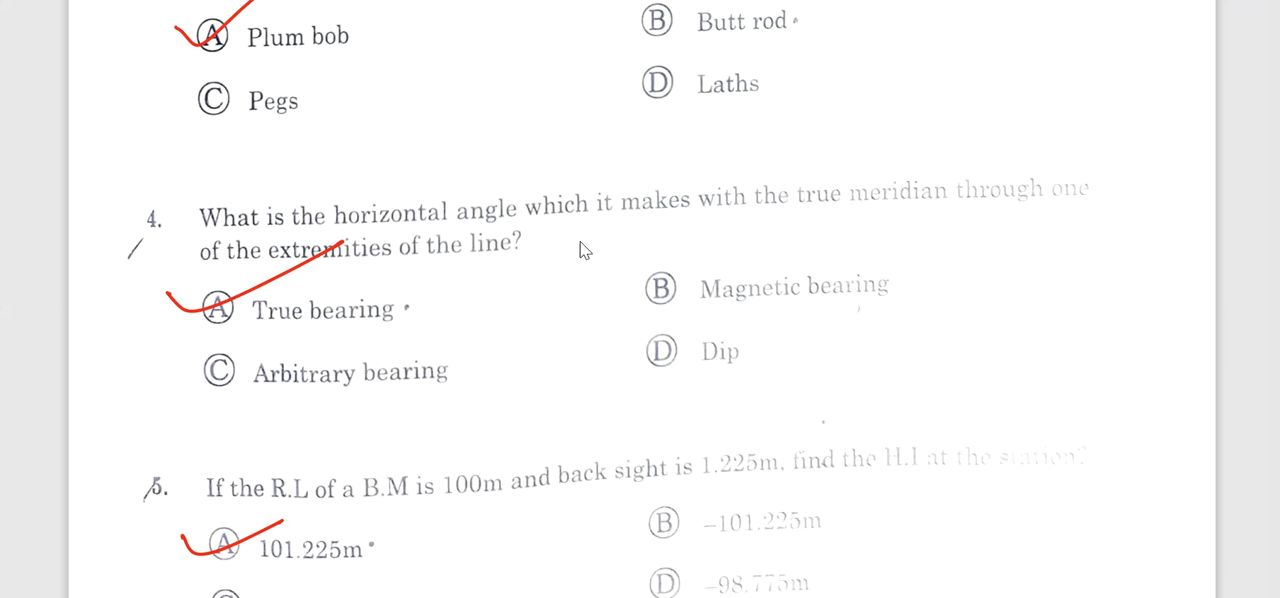 Ⓐ Plum bob Ⓑ Butt rod
Ⓒ Pegs Ⓓ Laths
4. What is the horizontal angle which it makes with the true meridian through one
of the extremities of the line?
Ⓐ True bearing Ⓑ Magnetic bearing
Ⓒ Arbitrary bearing Ⓓ Dip
5. If the R.L of a B.M is 100m and back sight is 1.225m, find the H.I at the station?
Ⓐ 101.225m Ⓑ –101.225m
Ⓓ –98.775m